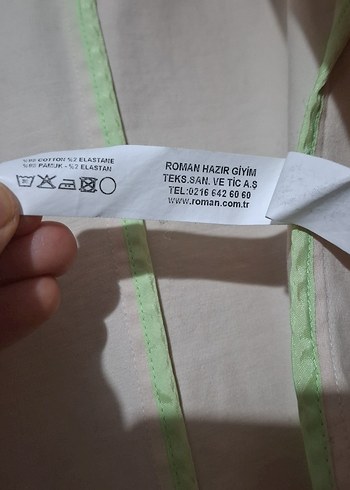 %98 COTTON %2 ELASTANE
%98 PAMUK - %2 ELASTAN
ROMAN HAZIR GİYİM
TEKS.SAN. VE TİC A.Ş
TEL:0216 642 60 60
www.roman.com.tr